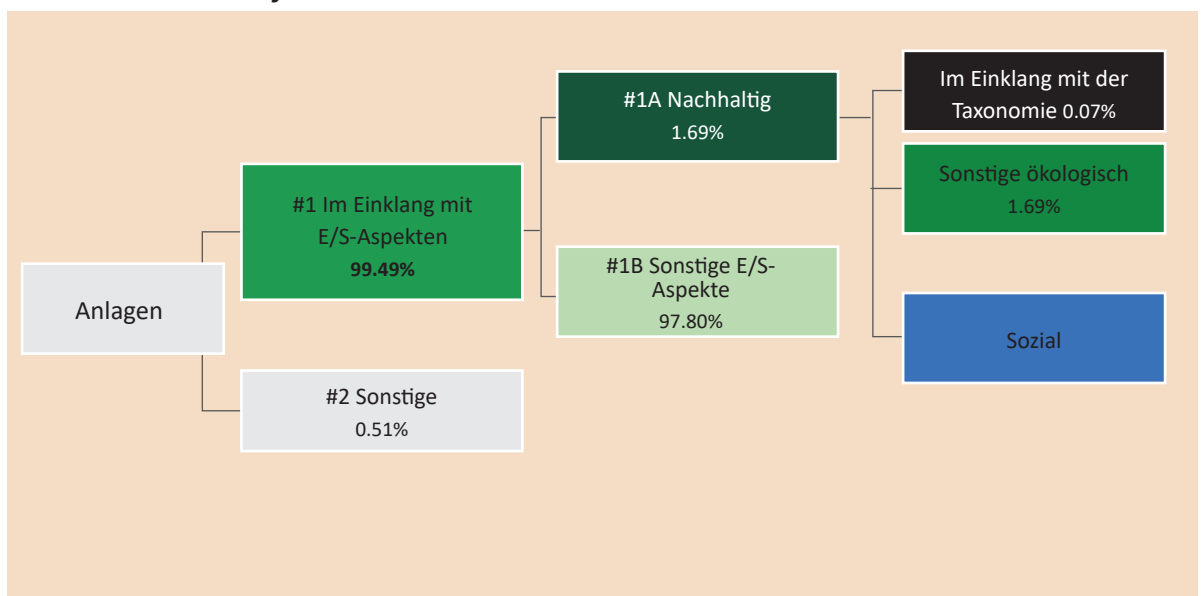 Anlagen
#1 Im Einklang mit
E/S-Aspekten
99.49%
#2 Sonstige
0.51%
#1A Nachhaltig
1.69%
#1B Sonstige E/S-
Aspekte
97.80%
Im Einklang mit der
Taxonomie 0.07%
Sonstige ökologisch
1.69%
Sozial